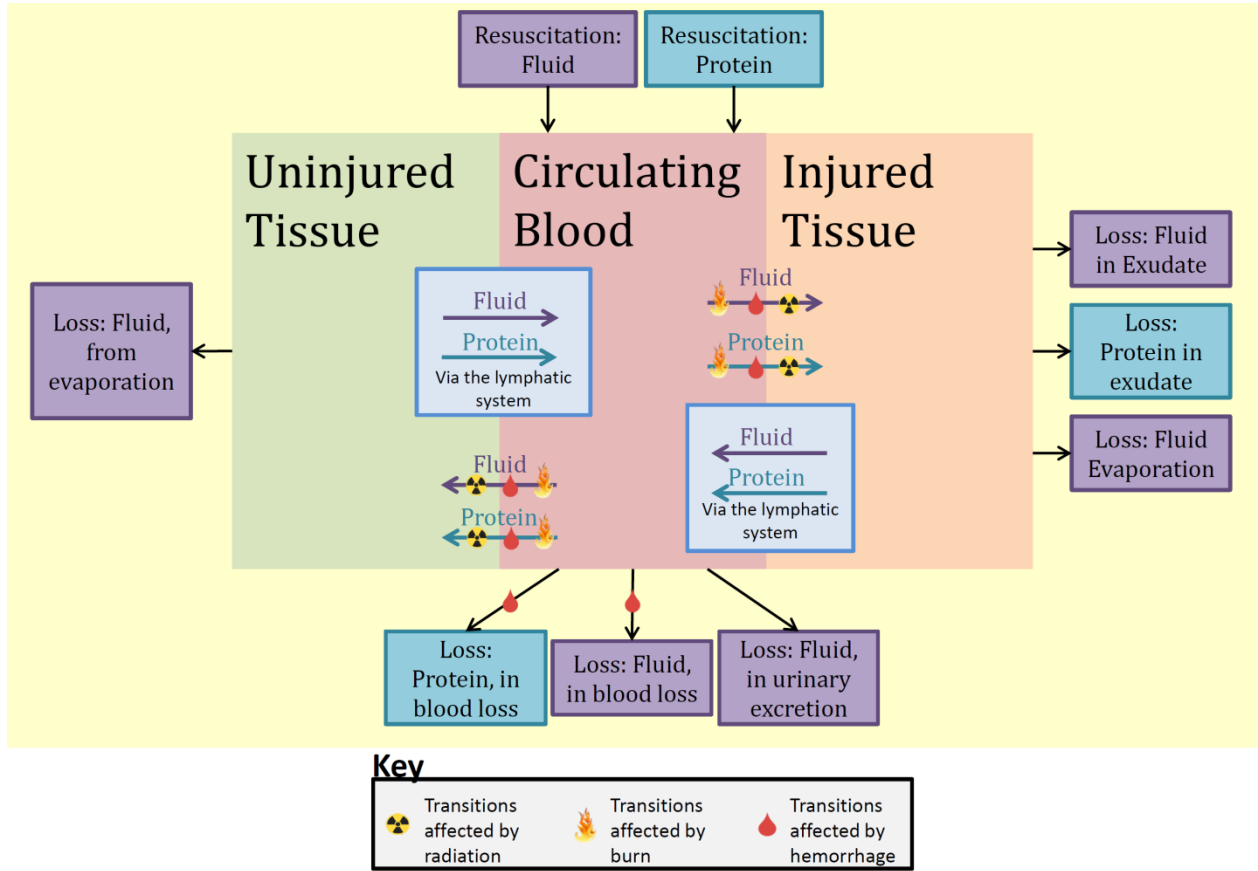 Resuscitation:
Fluid
Resuscitation:
Protein
Uninjured
Tissue
Circulating
Blood
Injured
Tissue
Loss: Fluid,
from
evaporation
Fluid
Protein
Via the lymphatic
system
Fluid
Protein
Fluid
Protein
Fluid
Protein
Via the lymphatic
system
Loss: Fluid
in Exudate
Loss:
Protein in
exudate
Loss: Fluid
Evaporation
Loss:
Protein, in
blood loss
Loss: Fluid,
in blood loss
Loss: Fluid,
in urinary
excretion
Key
Transitions
affected by
radiation
Transitions
affected by
burn
Transitions
affected by
hemorrhage